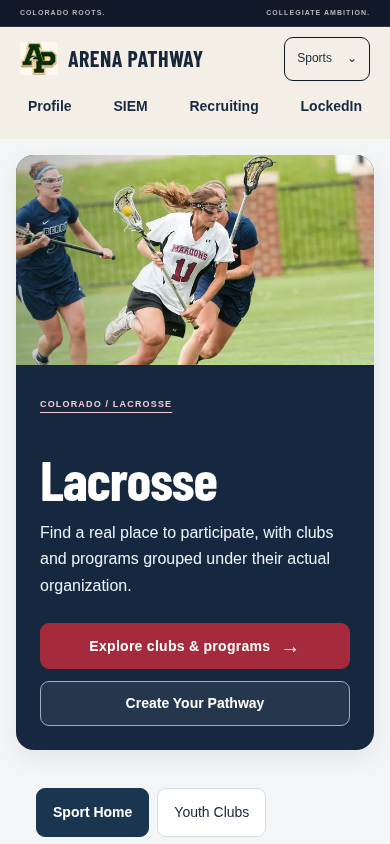 COLORADO ROOTS.
COLLEGIATE AMBITION.
AP
ARENA PATHWAY
Sports
Profile
SIEM
Recruiting
LockedIn
MAROONS
11
COLORADO / LACROSSE
Lacrosse
Find a real place to participate, with clubs
and programs grouped under their actual
organization.
Explore clubs & programs →
Create Your Pathway
Sport Home
Youth Clubs